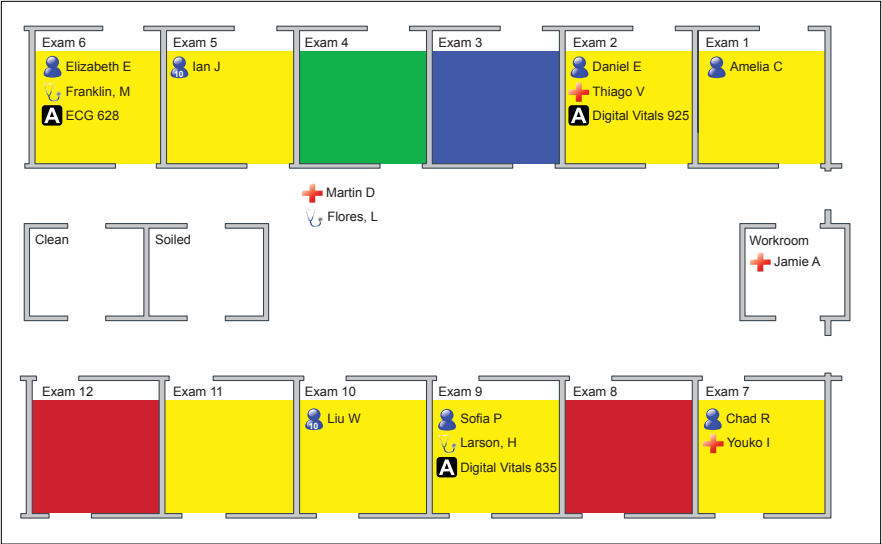 Exam 6
Elizabeth E
Franklin, M
A ECG 628
Exam 5
10 Ian J
Exam 4
Exam 3
Exam 2
Daniel E
Thiago V
A Digital Vitals 925
Exam 1
Amelia C
Martin D
Flores, L
Clean
Soiled
Workroom
Jamie A
Exam 12
Exam 11
Exam 10
10 Liu W
Exam 9
Sofia P
Larson, H
A Digital Vitals 835
Exam 8
Exam 7
Chad R
Youko I